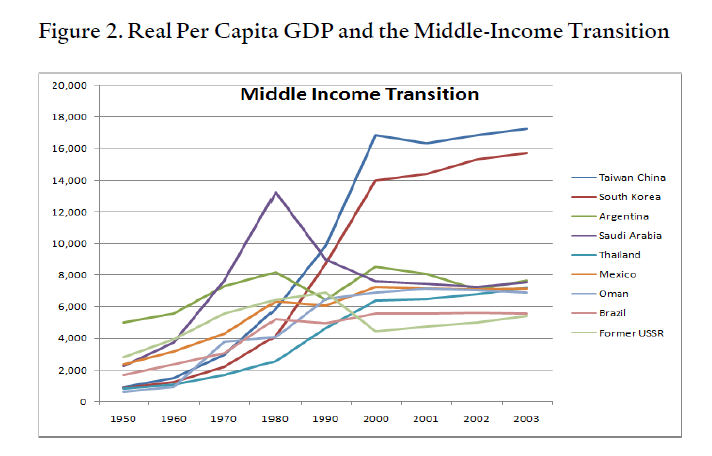 Figure 2. Real Per Capita GDP and the Middle-Income Transition
Middle Income Transition
20,000
18,000
16,000
14,000
12,000
10,000
8,000
6,000
4,000
2,000
0
1950 1960 1970 1980 1990 2000 2001 2002 2003
Taiwan China
South Korea
Argentina
Saudi Arabia
Thailand
Mexico
Oman
Brazil
Former USSR